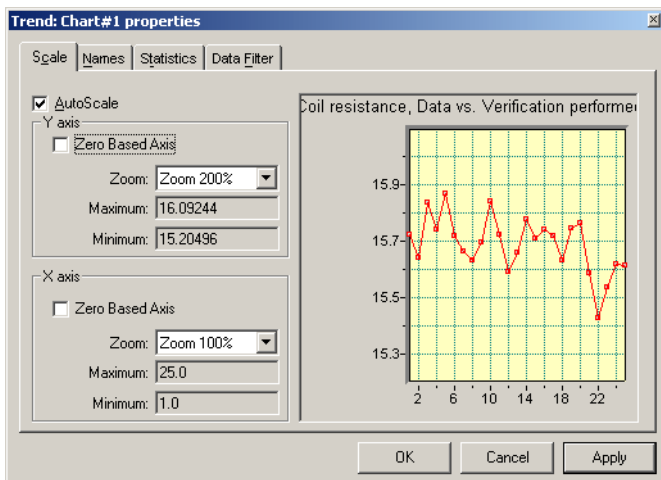 Trend: Chart#1 properties
Scale Names Statistics Data Filter
AutoScale
Y axis
Zero Based Axis
Zoom: Zoom 200%
Maximum: 16.09244
Minimum: 15.20496
X axis
Zero Based Axis
Zoom: Zoom 100%
Maximum: 25.0
Minimum: 1.0
Coil resistance, Data vs. Verification performed
15.9
15.7
15.5
15.3
2 6 10 14 18 22
OK Cancel Apply